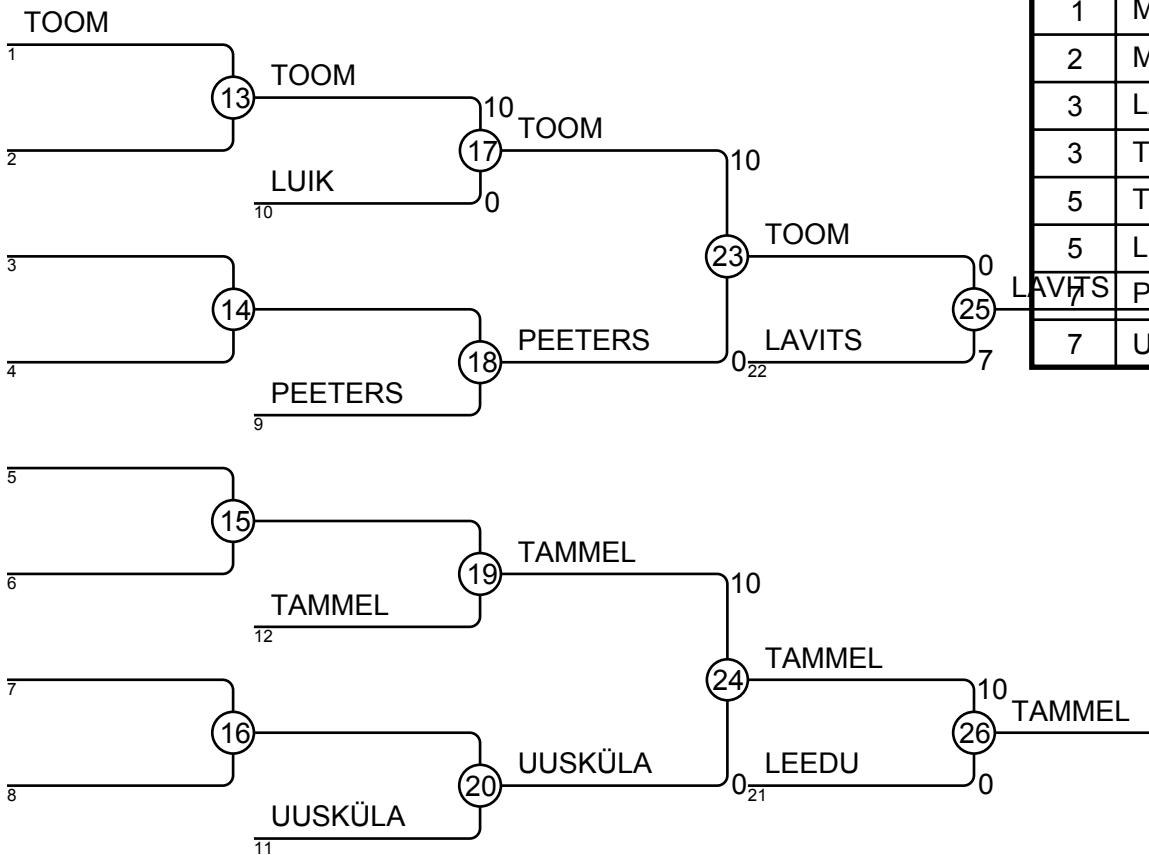 TOOM
1
13
TOOM
2
10
17
TOOM
LUIK
10
0
10
3
14
4
23
TOOM
PEETERS
9
18
PEETERS
0
22
LAVITS
0
25
LAVITS
7
5
15
6
TAMMEL
12
19
TAMMEL
10
7
16
8
24
TAMMEL
UUSKÜLA
11
20
UUSKÜLA
0
21
LEEDU
10
26
TAMMEL
0
1 M
2 M
3 L
3 T
5 T
5 L
7 P
7 U